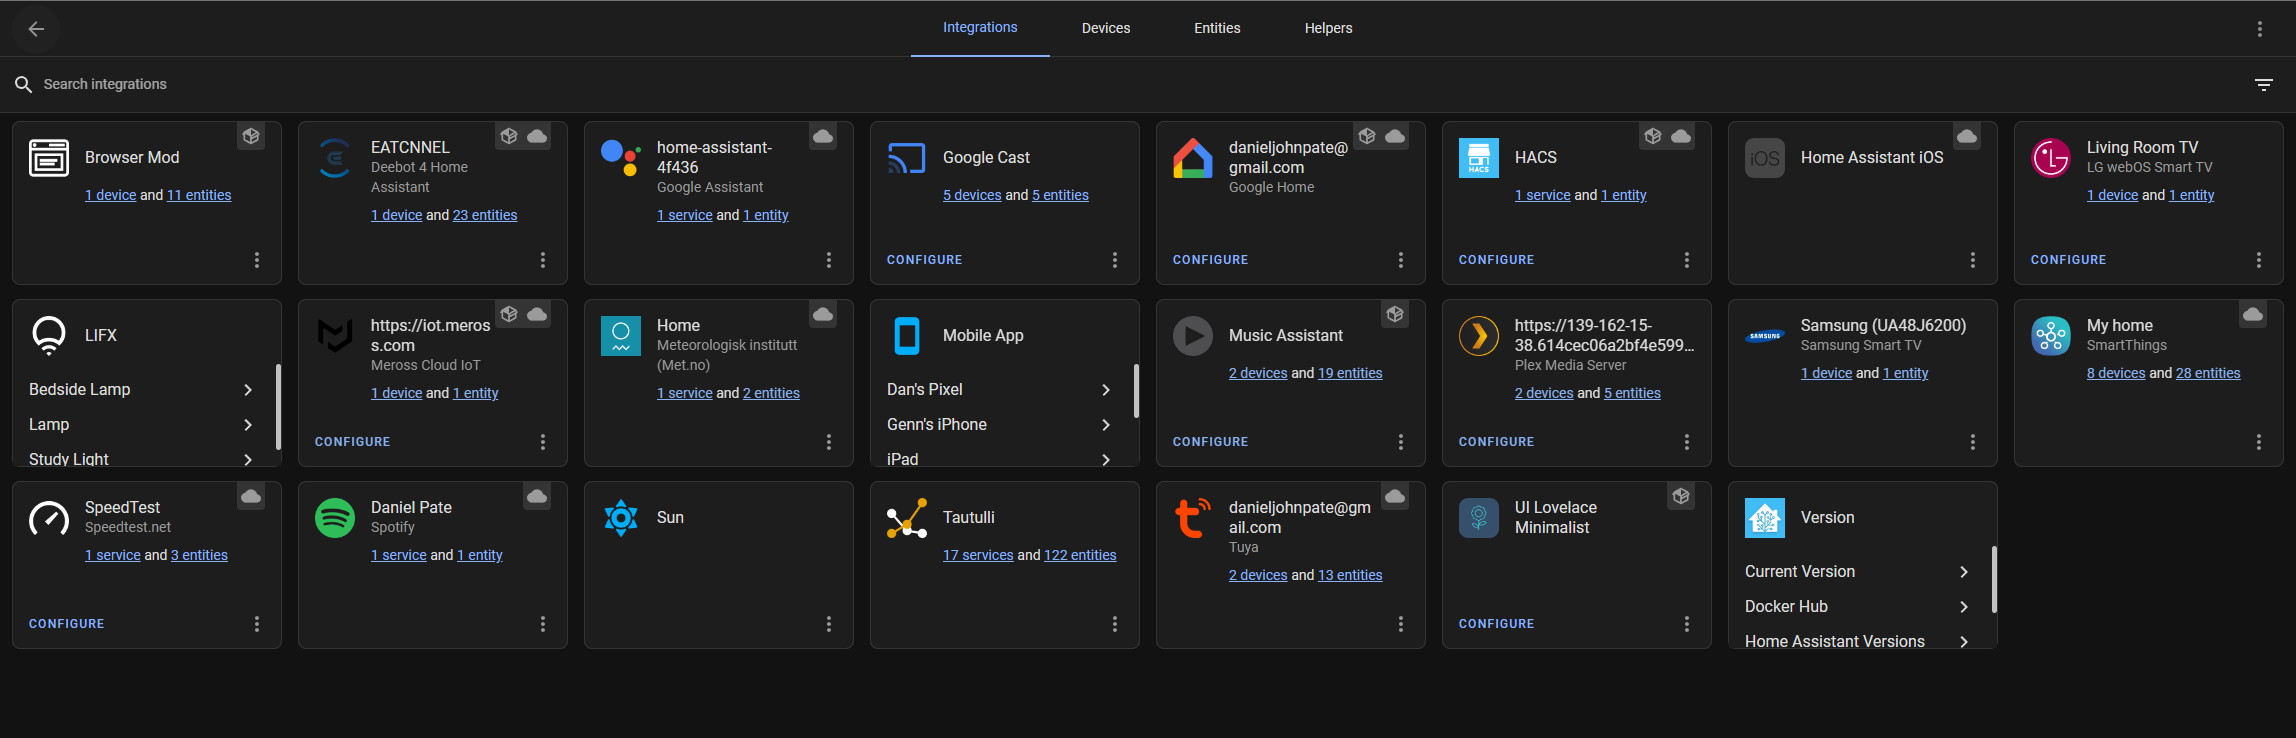 Integrations
Devices
Entities
Helpers
Search integrations
Browser Mod
1 device and 11 entities
EATCNNEL
Deebot 4 Home
Assistant
1 device and 23 entities
home-assistant-
4f436
Google Assistant
1 service and 1 entity
Google Cast
5 devices and 5 entities
CONFIGURE
danieljohnpate@
gmail.com
Google Home
CONFIGURE
HACS
HACS
1 service and 1 entity
CONFIGURE
iOS
Home Assistant iOS
LG
Living Room TV
LG webOS Smart TV
1 device and 1 entity
CONFIGURE
LIFX
Bedside Lamp
Lamp
Study Light
https://iot.meros
s.com
Meross Cloud IoT
1 device and 1 entity
CONFIGURE
Home
Meteorologisk institutt
(Met.no)
1 service and 2 entities
Mobile App
Dan's Pixel
Genn's iPhone
iPad
Music Assistant
2 devices and 19 entities
CONFIGURE
https://139-162-15-
38.614cec06a2bf4e599...
Plex Media Server
2 devices and 5 entities
CONFIGURE
SAMSUNG
Samsung (UA48J6200)
Samsung Smart TV
1 device and 1 entity
My home
SmartThings
8 devices and 28 entities
SpeedTest
Speedtest.net
1 service and 3 entities
CONFIGURE
Daniel Pate
Spotify
1 service and 1 entity
Sun
Tautulli
17 services and 122 entities
danieljohnpate@gm
ail.com
Tuya
2 devices and 13 entities
UI Lovelace
Minimalist
CONFIGURE
Version
Current Version
Docker Hub
Home Assistant Versions